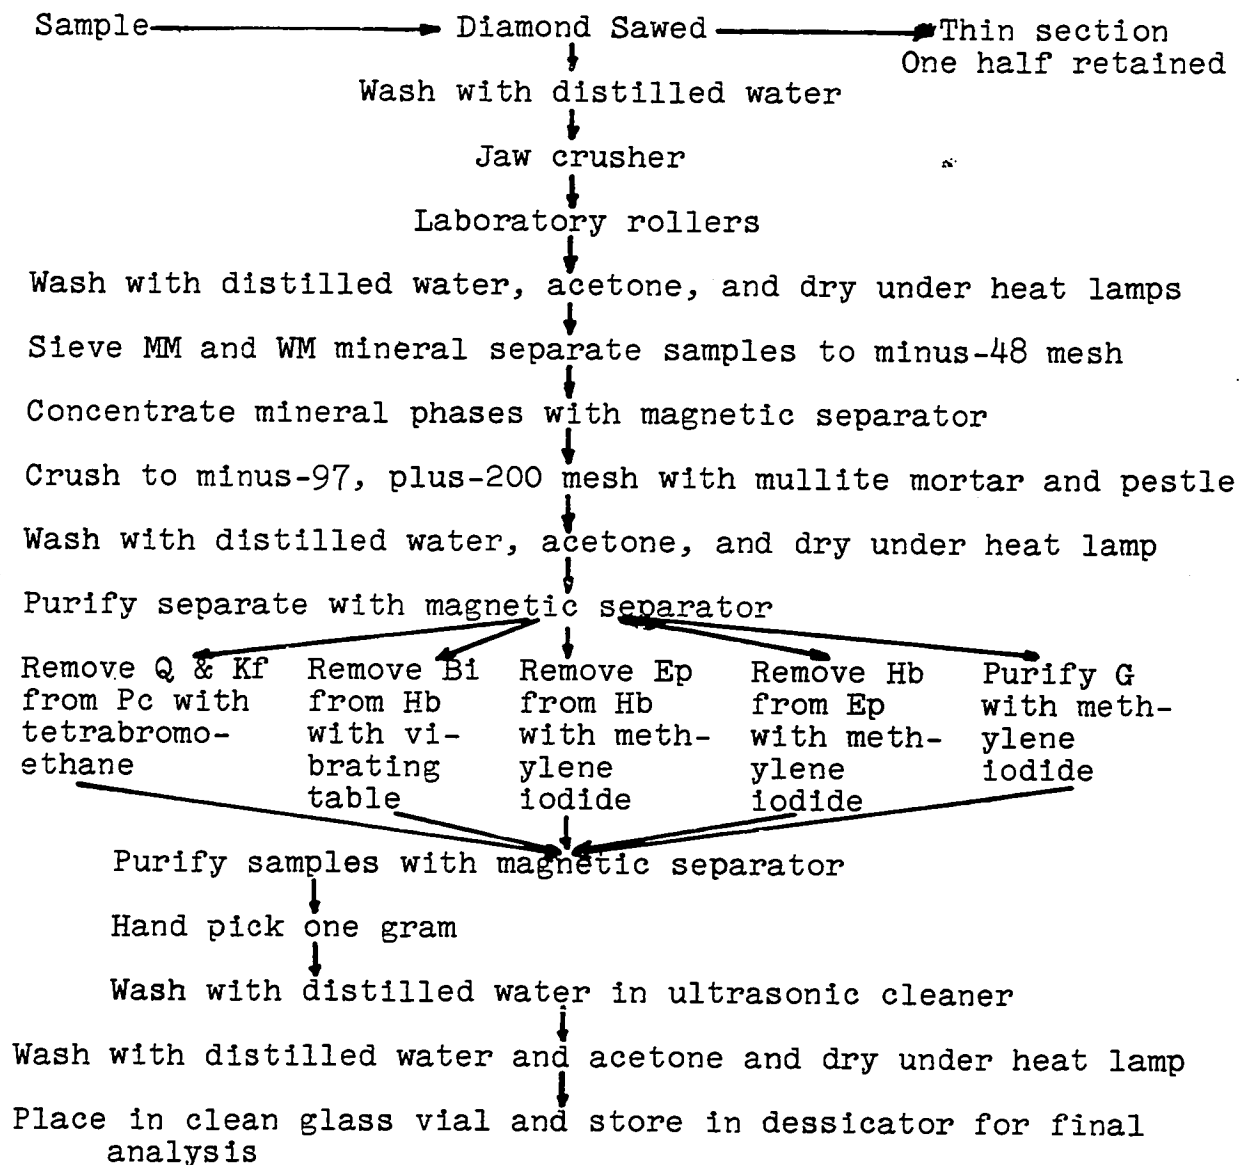 Sample Diamond Sawed Thin section
One half retained
Wash with distilled water
Jaw crusher
Laboratory rollers
Wash with distilled water, acetone, and dry under heat lamps
Sieve MM and WM mineral separate samples to minus-48 mesh
Concentrate mineral phases with magnetic separator
Crush to minus-97, plus-200 mesh with mullite mortar and pestle
Wash with distilled water, acetone, and dry under heat lamp
Purify separate with magnetic separator
Remove Q & Kf
from Pc with
tetrabromo-
ethane
Remove Bi
from Hb
with vi-
brating
table
Remove Ep
from Hb
with meth-
ylene
iodide
Remove Hb
from Ep
with meth-
ylene
iodide
Purify G
with meth-
ylene
iodide
Purify samples with magnetic separator
Hand pick one gram
Wash with distilled water in ultrasonic cleaner
Wash with distilled water and acetone and dry under heat lamp
Place in clean glass vial and store in dessicator for final
analysis